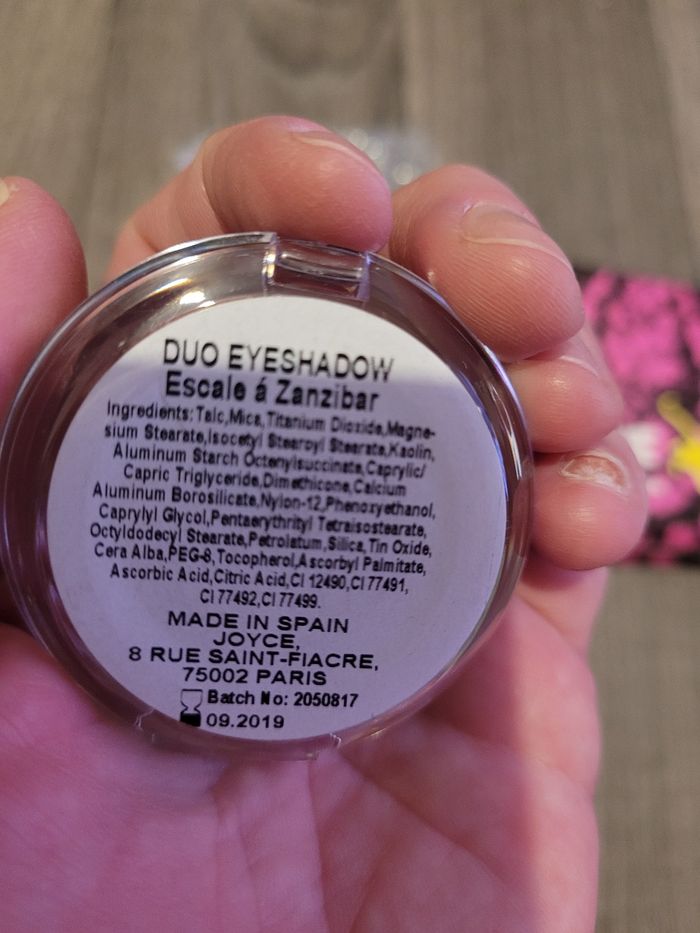 DUO EYESHADOW
Escale á Zanzibar
Ingredients: Talc,Mica,Titanium Dioxide,Magne-
sium Stearate,Isocetyl Stearoyl Stearate,Kaolin,
Aluminum Starch Octenylsuccinate,Caprylic/
Capric Triglyceride,Dimethicone,Calcium
Aluminum Borosilicate,Nylon-12,Phenoxyethanol,
Caprylyl Glycol,Pentaerythrityl Tetraisostearate,
Octyldodecyl Stearate,Petrolatum,Silica,Tin Oxide,
Cera Alba,PEG-8,Tocopherol,Ascorbyl Palmitate,
Ascorbic Acid,Citric Acid,CI 12490,CI 77491,
CI 77492,CI 77499.
MADE IN SPAIN
JOYCE,
8 RUE SAINT-FIACRE,
75002 PARIS
Batch No: 2050817
09.2019